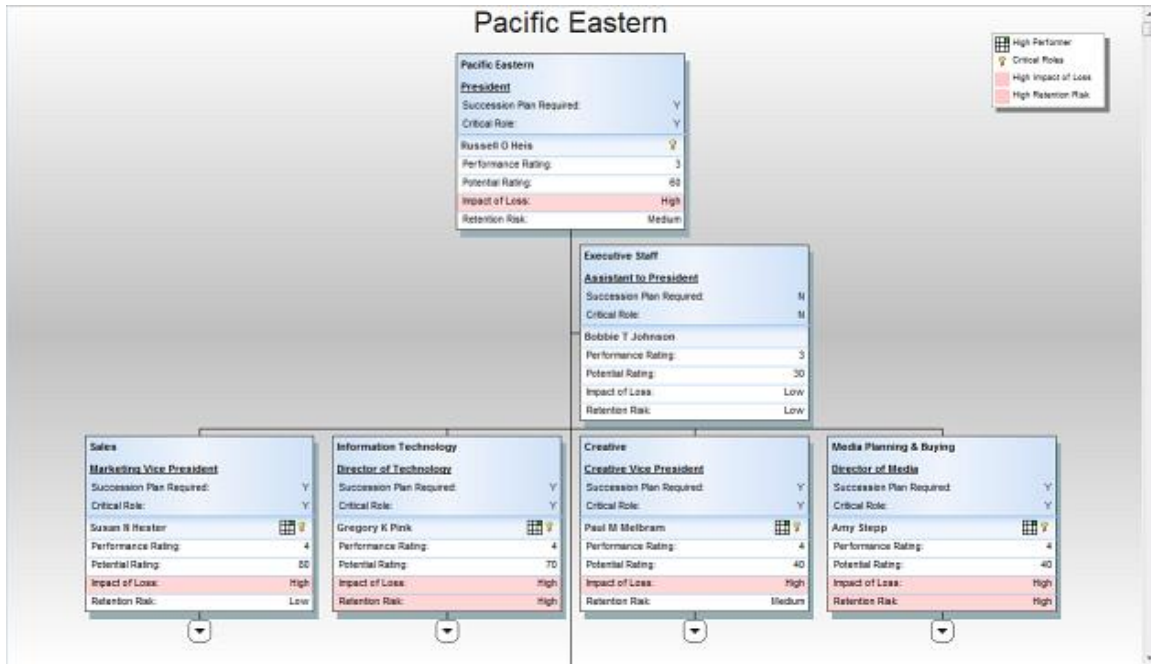 Pacific Eastern
High Performer
Critical Roles
High Impact of Loss
High Retention Risk
Pacific Eastern
President
Succession Plan Required: Y
Critical Role: Y
Russell O Heis
Performance Rating: 3
Potential Rating: 60
Impact of Loss: High
Retention Risk: Medium
Executive Staff
Assistant to President
Succession Plan Required: N
Critical Role: N
Bobbie T Johnson
Performance Rating: 3
Potential Rating: 30
Impact of Loss: Low
Retention Risk: Low
Sales
Marketing Vice President
Succession Plan Required: Y
Critical Role: Y
Susan N Hester
Performance Rating: 4
Potential Rating: 80
Impact of Loss: High
Retention Risk: Low
Information Technology
Director of Technology
Succession Plan Required: Y
Critical Role: Y
Gregory K Pink
Performance Rating: 4
Potential Rating: 70
Impact of Loss: High
Retention Risk: High
Creative
Creative Vice President
Succession Plan Required: Y
Critical Role: Y
Paul M Melbram
Performance Rating: 4
Potential Rating: 40
Impact of Loss: High
Retention Risk: Medium
Media Planning & Buying
Director of Media
Succession Plan Required: Y
Critical Role: Y
Amy Stepp
Performance Rating: 4
Potential Rating: 40
Impact of Loss: High
Retention Risk: High